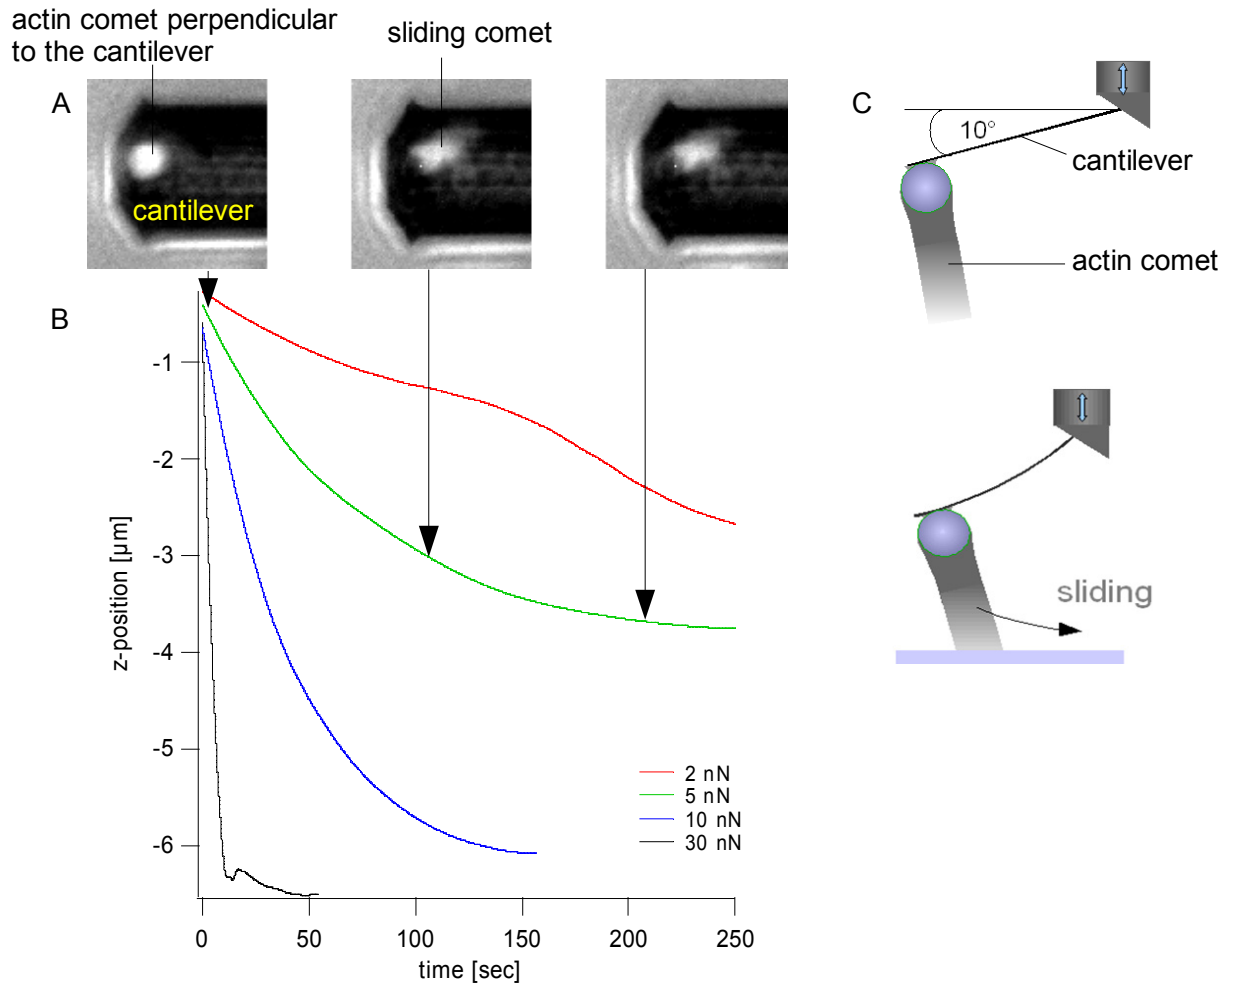 actin comet perpendicular
to the cantilever
sliding comet
A
cantilever
C
10°
cantilever
actin comet
B
-1
-2
-3
-4
-5
-6
z-position [µm]
2 nN
5 nN
10 nN
30 nN
0 50 100 150 200 250
time [sec]
sliding